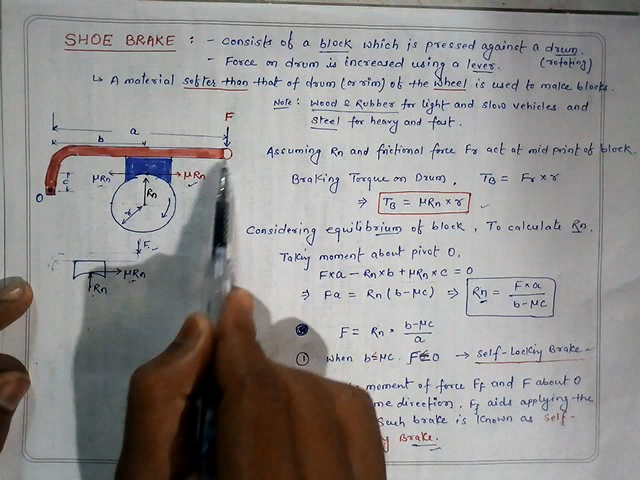 SHOE BRAKE : - Consists of a block which is pressed against a drum.
- Force on drum is increased using a lever. (rotating)
↳ A material softer than that of drum (or rim) of the wheel is used to make blocks.
Note: Wood & Rubber for light and slow vehicles and
Steel for heavy and fast.
F
a
b
Assuming Rn and frictional force Fr act at mid point of block.
μRn
μRn
C
O
Rn
r
Braking Torque on Drum, TB = Fr × r
⇒ TB = μRn × r
Considering equilibrium of block, To calculate Rn.
F
μRn
Rn
Taking moment about pivot O,
F×a − Rn×b + μRn×c = 0
⇒ Fa = Rn (b−μc) ⇒ Rn = F×a / b−μc
F = Rn × b−μc / a
① When b≤μc. F≤0 → Self-Locking Brake
moment of force Ff and F about O
me direction. Ff aids applying the
Such brake is known as Self-
Brake.